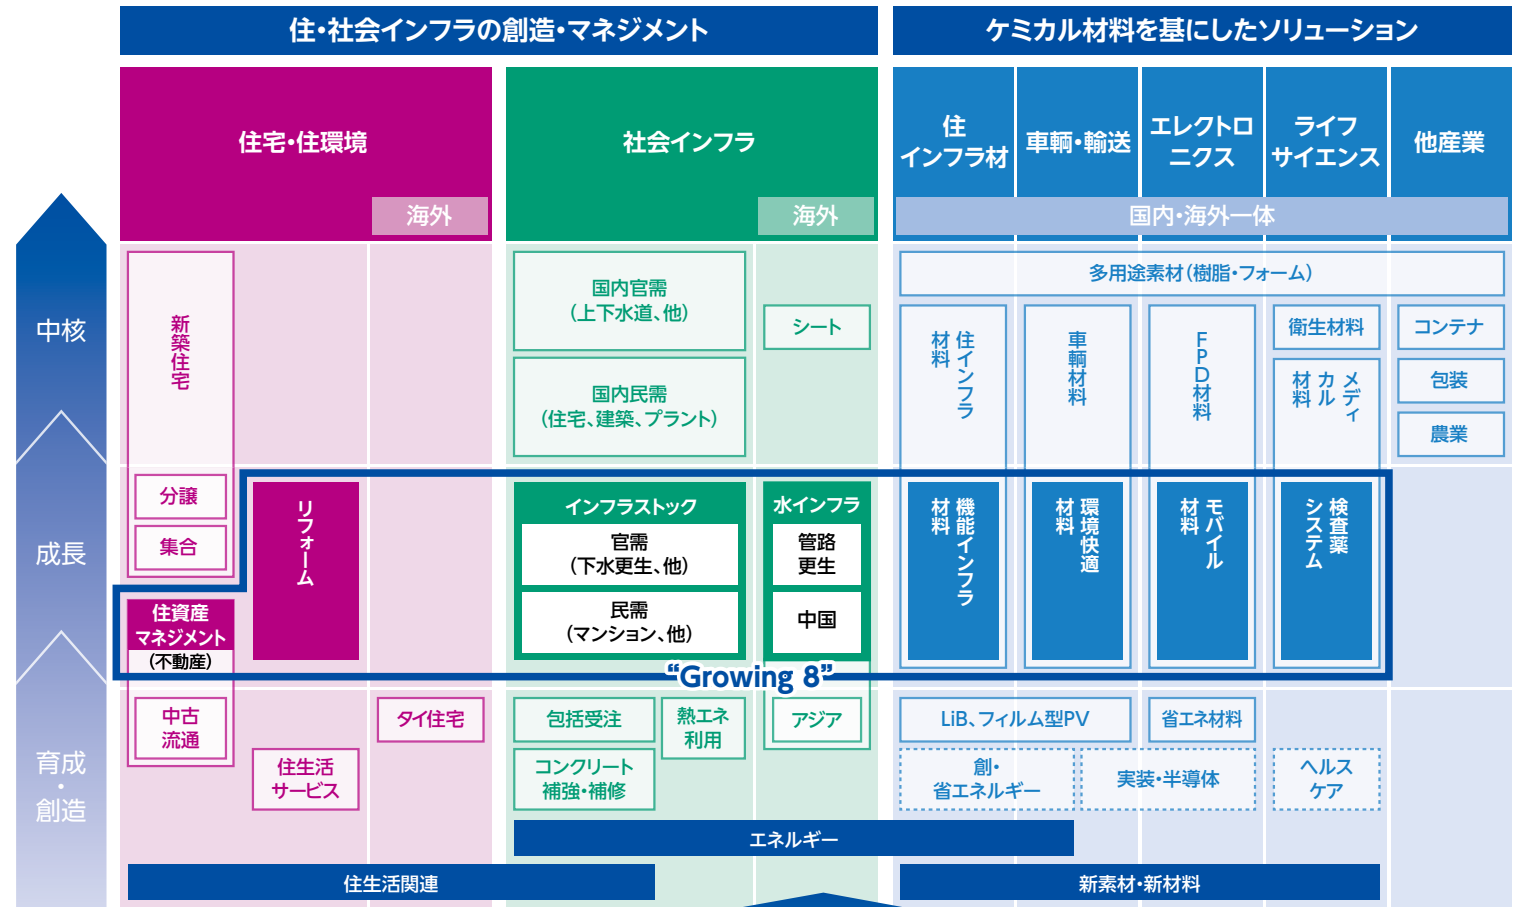 住・社会インフラの創造・マネジメント
ケミカル材料を基にしたソリューション
住宅・住環境
海外
社会インフラ
海外
住
インフラ材
車輌・輸送
エレクトロ
ニクス
ライフ
サイエンス
他産業
国内・海外一体
中核
成長
育成
・
創造
新築住宅
分譲
集合
リフォーム
住資産
マネジメント
（不動産）
中古
流通
住生活
サービス
タイ住宅
国内官需
（上下水道、他）
国内民需
（住宅、建築、プラント）
シート
インフラストック
官需
（下水更生、他）
民需
（マンション、他）
水インフラ
管路
更生
中国
“Growing 8”
包括受注
熱エネ
利用
コンクリート
補強・補修
アジア
多用途素材（樹脂・フォーム）
住インフラ
材料
車輌材料
FPD材料
衛生材料
メディ
カル
材料
コンテナ
包装
農業
機能インフラ
材料
環境快適
材料
モバイル
材料
検査薬
システム
LiB、フィルム型PV
省エネ材料
創・
省エネルギー
実装・半導体
ヘルス
ケア
エネルギー
住生活関連
新素材・新材料